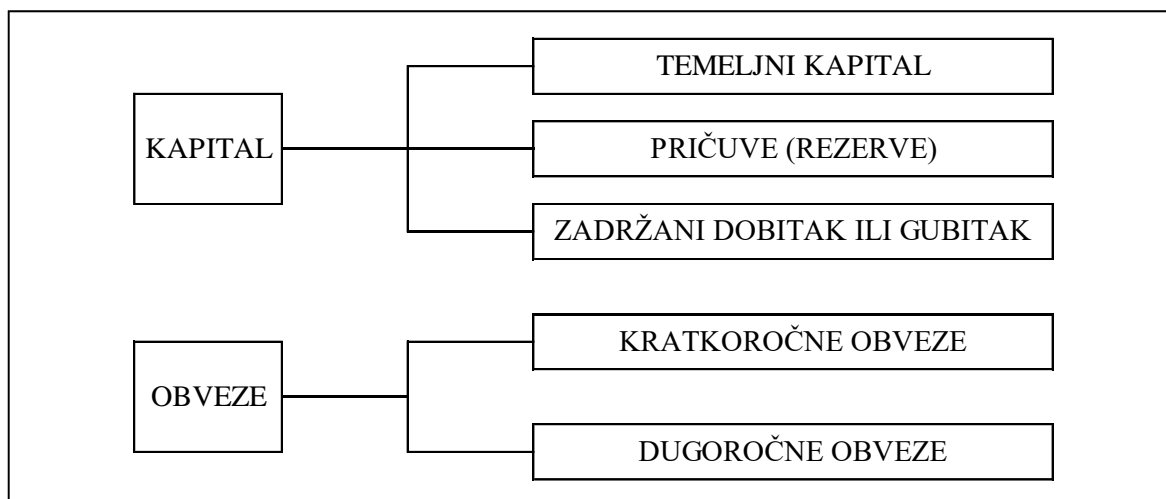 KAPITAL
TEMELJNI KAPITAL
PRIČUVE (REZERVE)
ZADRŽANI DOBITAK ILI GUBITAK
OBVEZE
KRATKOROČNE OBVEZE
DUGOROČNE OBVEZE